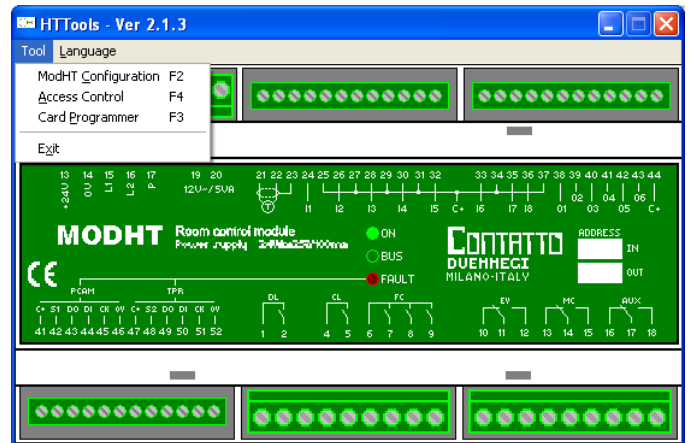 HTTools - Ver 2.1.3
Tool Language
ModHT Configuration F2
Access Control F4
Card Programmer F3
Exit
13 14 15 16 17 19 20 21 22 23 24 25 26 27 28 29 30 31 32 33 34 35 36 37 38 39 40 41 42 43 44
+24V 0V L1 L2 P 12V~/5VA
T I1 I2 I3 I4 I5 C+ I6 I7 I8 O1 O2 O3 O4 O5 O6 C+
MODHT Room control module
Power supply
ON
BUS
FAULT
CONTATTO
DUEMMEGI
MILANO-ITALY
ADDRESS
IN
OUT
CE
PCAM TPR DL CL FC EV MC AUX
C+ S1 DO DI CK 0V C+ S2 DO DI CK 0V
41 42 43 44 45 46 47 48 49 50 51 52 1 2 4 5 6 7 8 9 10 11 12 13 14 15 16 17 18